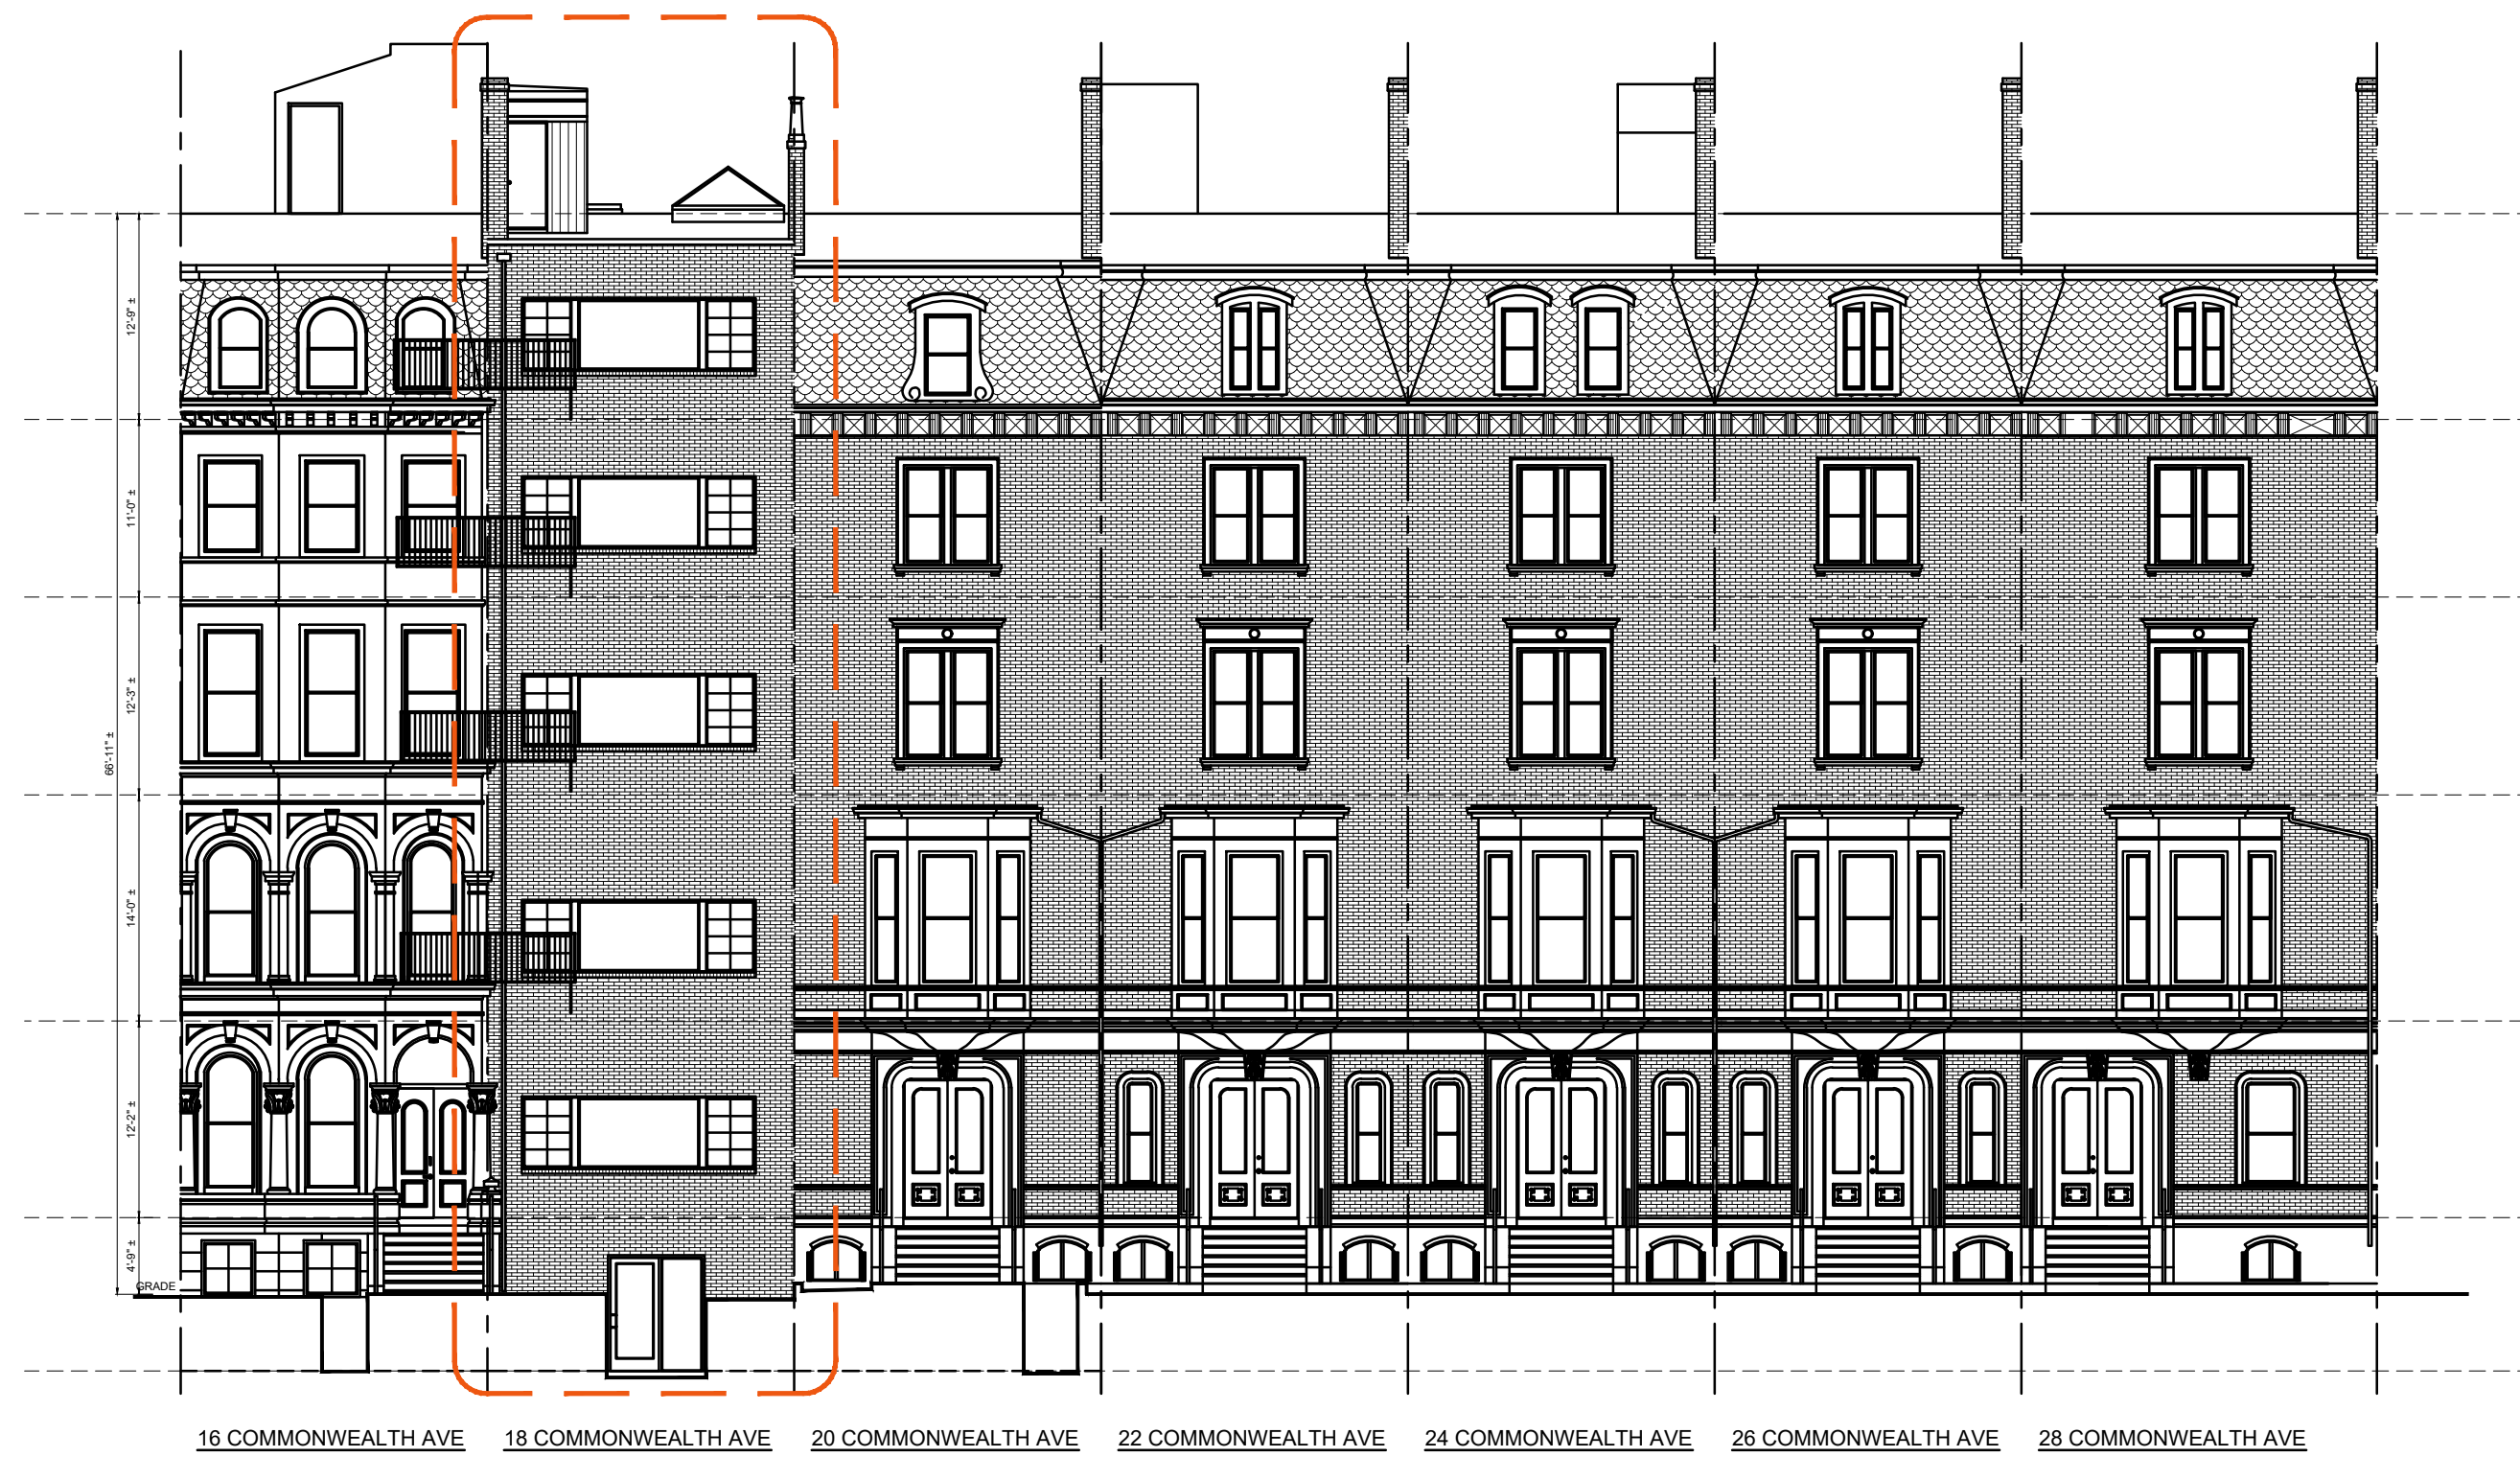 12'-9" ±
11'-0" ±
12'-3" ±
66'-11" ±
14'-0" ±
12'-2" ±
4'-9" ±
GRADE
16 COMMONWEALTH AVE
18 COMMONWEALTH AVE
20 COMMONWEALTH AVE
22 COMMONWEALTH AVE
24 COMMONWEALTH AVE
26 COMMONWEALTH AVE
28 COMMONWEALTH AVE